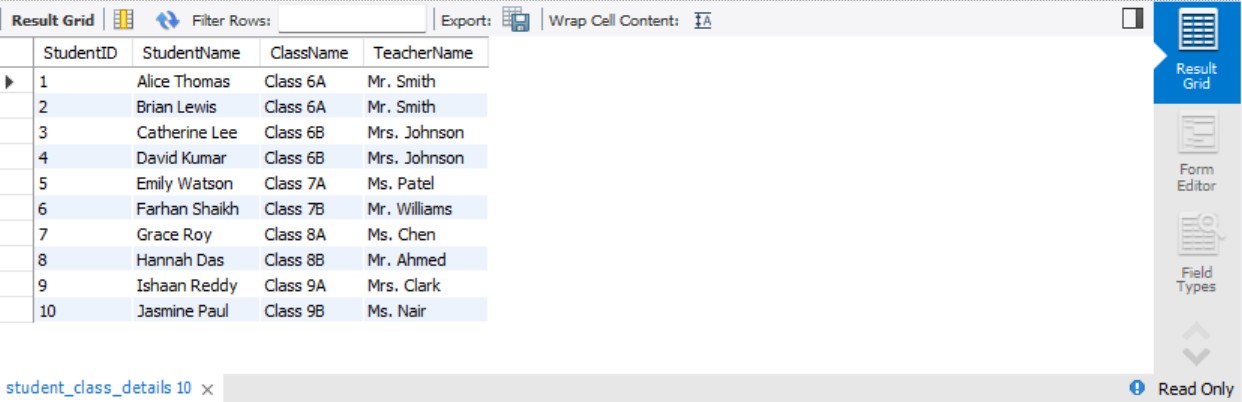 Result Grid Filter Rows: Export: Wrap Cell Content: IA
StudentID StudentName ClassName TeacherName
1 Alice Thomas Class 6A Mr. Smith
2 Brian Lewis Class 6A Mr. Smith
3 Catherine Lee Class 6B Mrs. Johnson
4 David Kumar Class 6B Mrs. Johnson
5 Emily Watson Class 7A Ms. Patel
6 Farhan Shaikh Class 7B Mr. Williams
7 Grace Roy Class 8A Ms. Chen
8 Hannah Das Class 8B Mr. Ahmed
9 Ishaan Reddy Class 9A Mrs. Clark
10 Jasmine Paul Class 9B Ms. Nair
Result
Grid
Form
Editor
Field
Types
student_class_details 10 Read Only